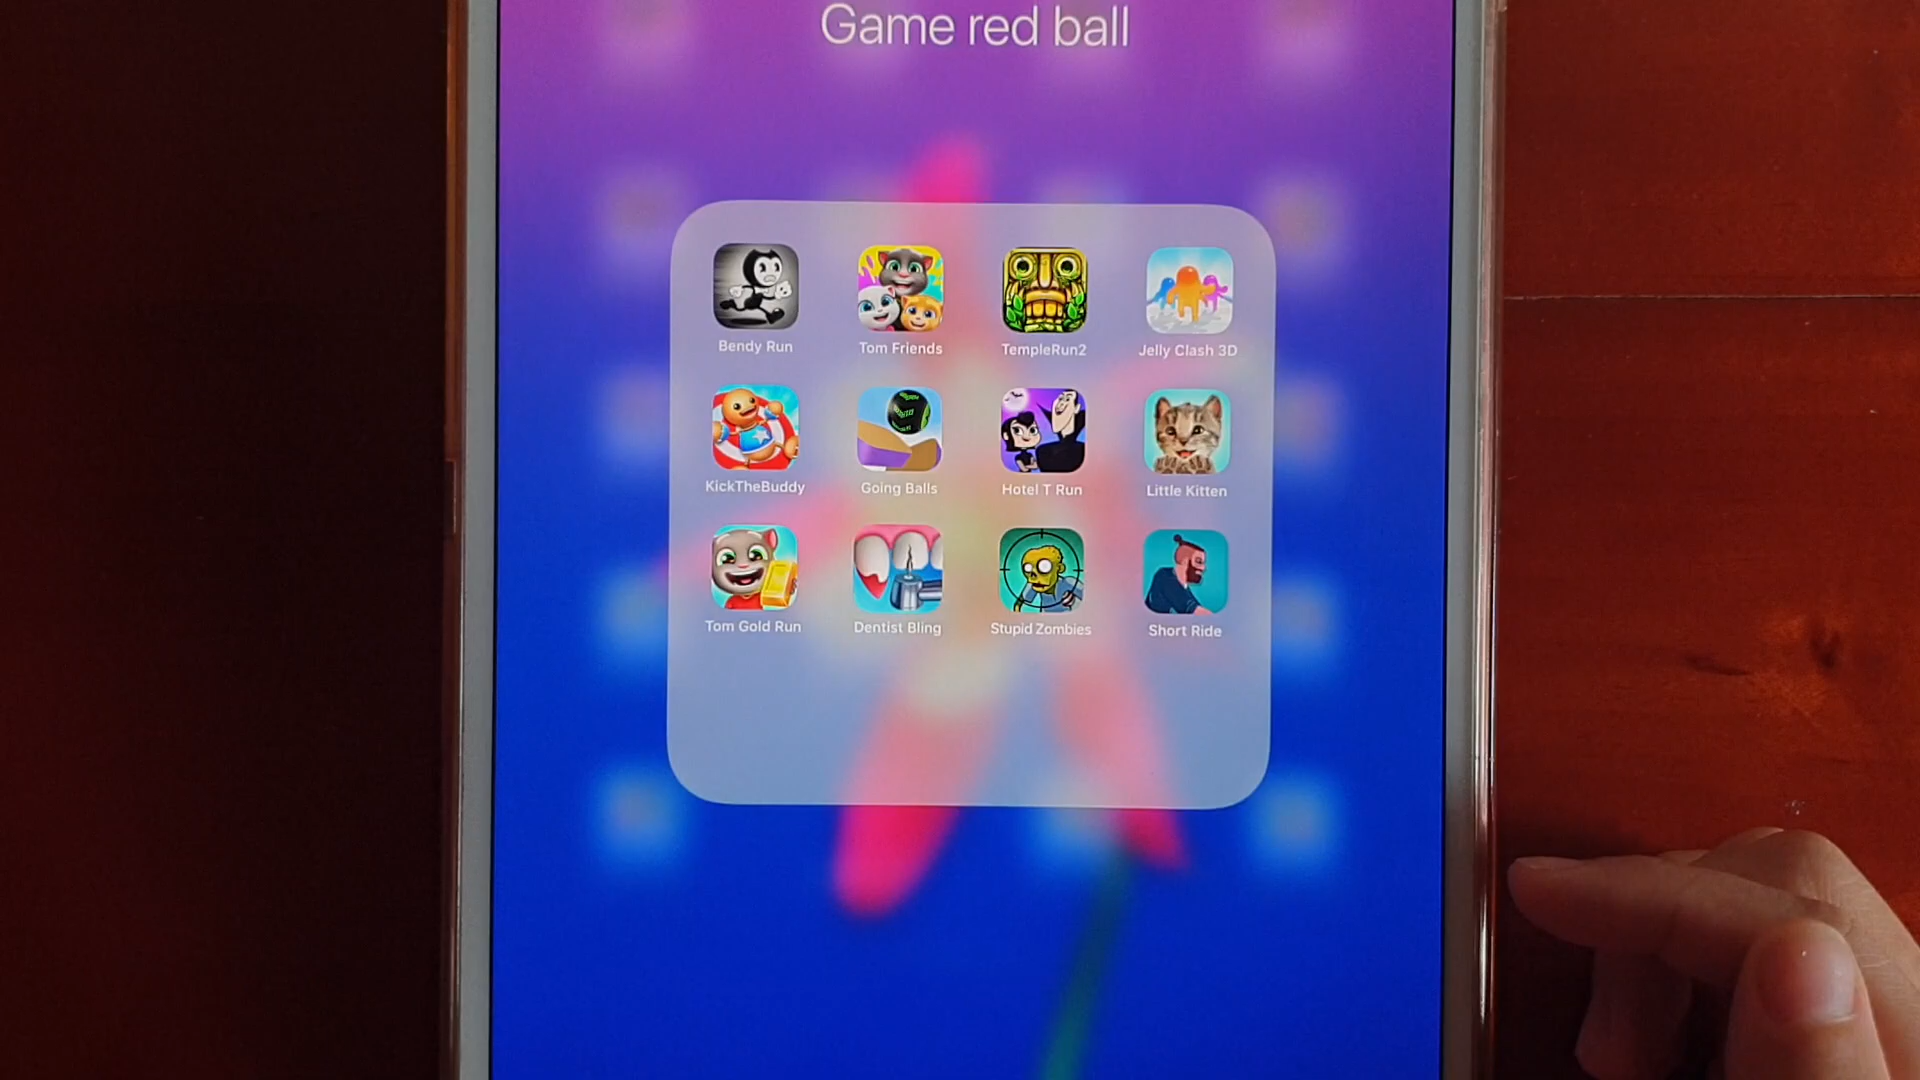 Game red ball
Bendy Run
Tom Friends
TempleRun2
Jelly Clash 3D
KickTheBuddy
Going Balls
Hotel T Run
Little Kitten
Tom Gold Run
Dentist Bling
Stupid Zombies
Short Ride